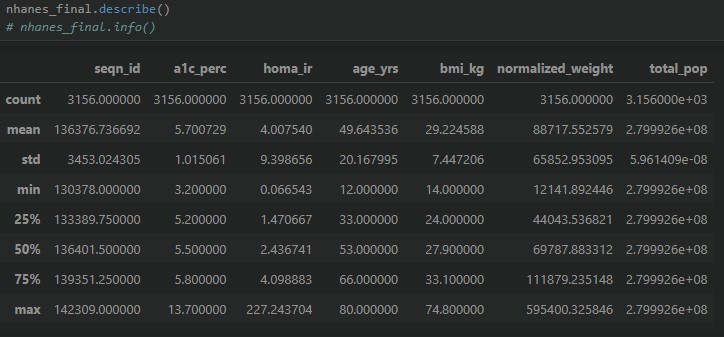 nhanes_final.describe()
# nhanes_final.info()
seqn_id a1c_perc homa_ir age_yrs bmi_kg normalized_weight total_pop
count 3156.000000 3156.000000 3156.000000 3156.000000 3156.000000 3156.000000 3.156000e+03
mean 136376.736692 5.700729 4.007540 49.643536 29.224588 88717.552579 2.799926e+08
std 3453.024305 1.015061 9.398656 20.167995 7.447206 65852.953095 5.961409e-08
min 130378.000000 3.200000 0.066543 12.000000 14.000000 12141.892446 2.799926e+08
25% 133389.750000 5.200000 1.470667 33.000000 24.000000 44043.536821 2.799926e+08
50% 136401.500000 5.500000 2.436741 53.000000 27.900000 69787.883312 2.799926e+08
75% 139351.250000 5.800000 4.098883 66.000000 33.100000 111879.235148 2.799926e+08
max 142309.000000 13.700000 227.243704 80.000000 74.800000 595400.325846 2.799926e+08